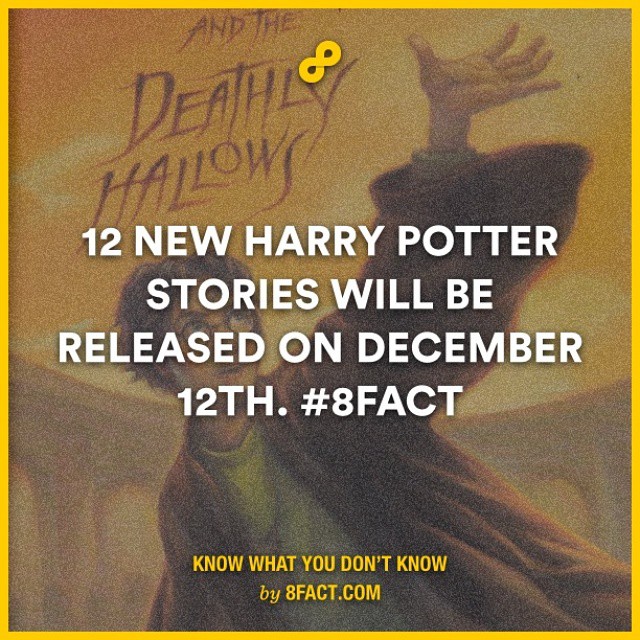 AND THE
DEATHLY
HALLOWS
12 NEW HARRY POTTER
STORIES WILL BE
RELEASED ON DECEMBER
12TH. #8FACT
KNOW WHAT YOU DON'T KNOW
by 8FACT.COM